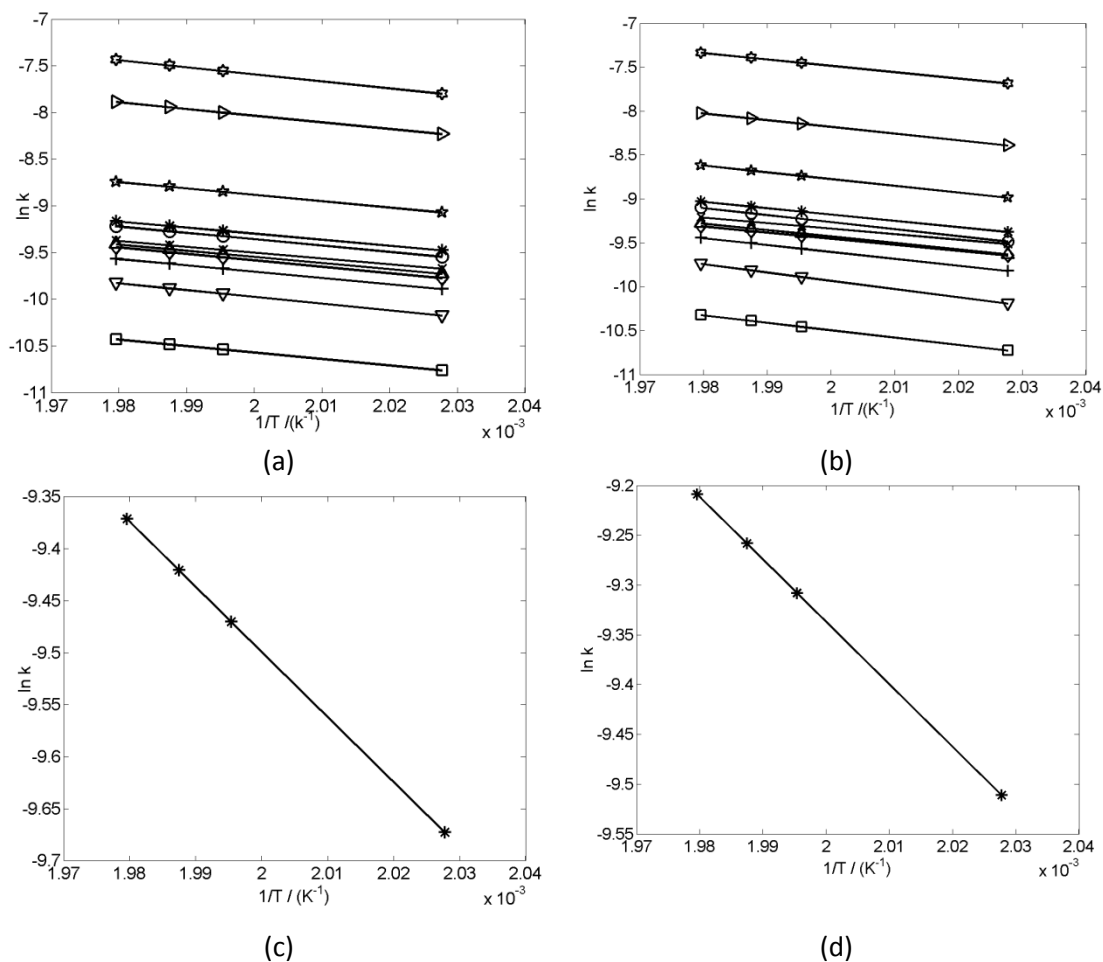 -7
-7.5
-8
-8.5
-9
-9.5
-10
-10.5
-11
ln k
1.97 1.98 1.99 2 2.01 2.02 2.03 2.04
1/T /(k⁻¹)
x 10⁻³
(a)
-7
-7.5
-8
-8.5
-9
-9.5
-10
-10.5
-11
ln k
1.97 1.98 1.99 2 2.01 2.02 2.03 2.04
1/T /(K⁻¹)
x 10⁻³
(b)
-9.35
-9.4
-9.45
-9.5
-9.55
-9.6
-9.65
-9.7
ln k
1.97 1.98 1.99 2 2.01 2.02 2.03 2.04
1/T / (K⁻¹)
x 10⁻³
(c)
-9.2
-9.25
-9.3
-9.35
-9.4
-9.45
-9.5
-9.55
ln k
1.97 1.98 1.99 2 2.01 2.02 2.03 2.04
1/T / (K⁻¹)
x 10⁻³
(d)